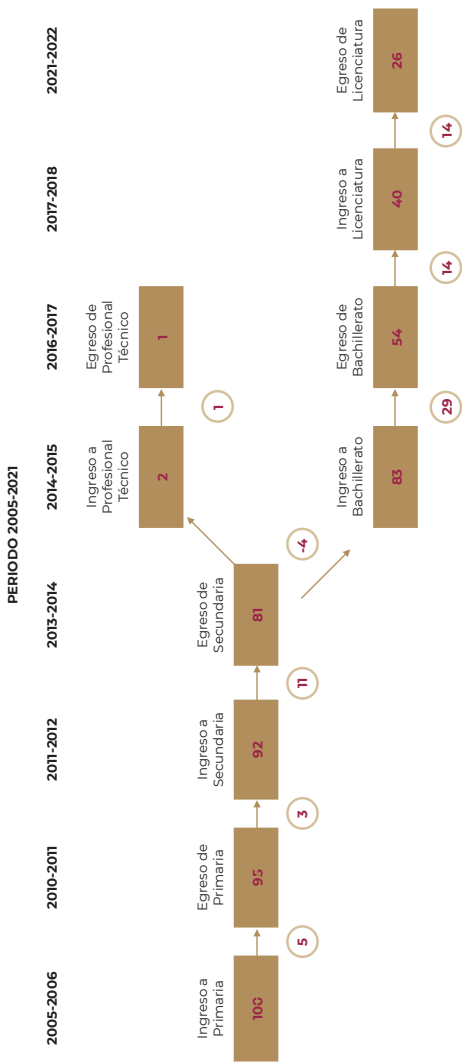 PERIODO 2005-2021
2005-2006
2010-2011
2011-2012
2013-2014
2014-2015
2016-2017
2017-2018
2021-2022
Ingreso a
Profesional
Técnico
2
1
Egreso de
Profesional
Técnico
1
Ingreso a
Primaria
100
5
Egreso de
Primaria
95
3
Ingreso a
Secundaria
92
11
Egreso de
Secundaria
81
-4
Ingreso a
Bachillerato
83
29
Egreso de
Bachillerato
54
14
Ingreso a
Licenciatura
40
14
Egreso de
Licenciatura
26